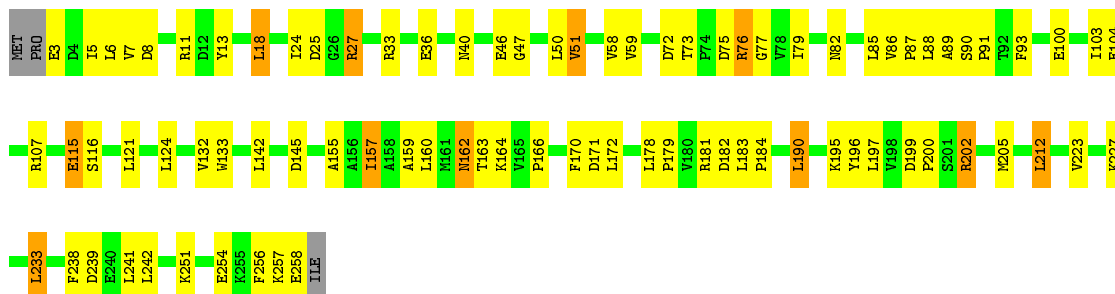 MET PRO E3 D4 I5 L6 V7 D8 R11 D12 Y13 L18 I24 D25 G26 R27 R33 E36 N40 E46 G47 L50 V51 V58 V59 D72 T73 P74 D75 R76 G77 V78 I79 N82 L85 V86 P87 L88 A89 S90 P91 T92 F93 E100 I103 E104
R107 E115 S116 L121 L124 V132 W133 L142 D145 A155 A156 I157 A158 A159 L160 M161 N162 T163 K164 V165 P166 F170 D171 L172 L178 P179 V180 R181 D182 L183 P184 L190 K195 Y196 L197 V198 D199 P200 S201 R202 M205 L212 V223 K227
L233 F238 D239 E240 L241 L242 K251 E254 K255 F256 K257 E258 ILE